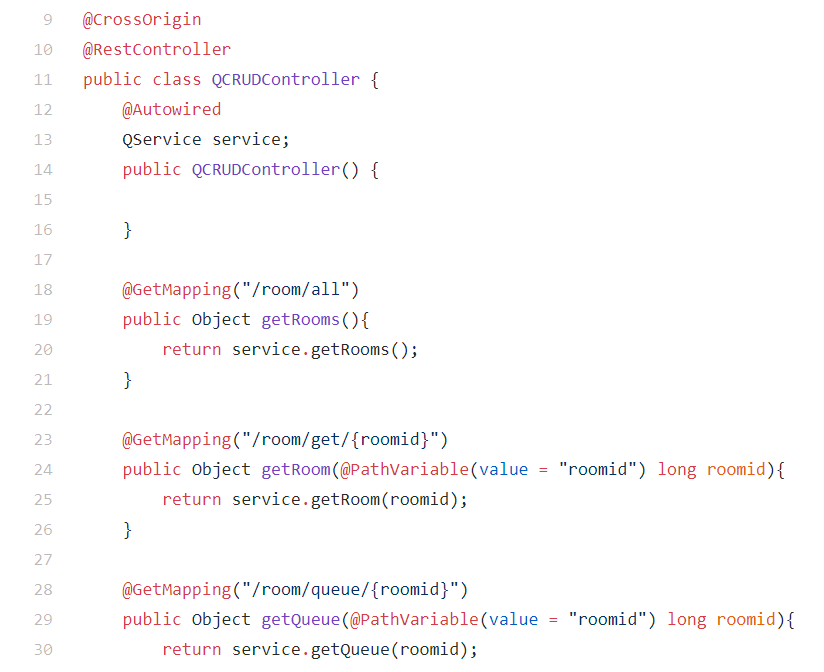 9 @CrossOrigin
10 @RestController
11 public class QCRUDController {
12 @Autowired
13 QService service;
14 public QCRUDController() {
15
16 }
17
18 @GetMapping("/room/all")
19 public Object getRooms(){
20 return service.getRooms();
21 }
22
23 @GetMapping("/room/get/{roomid}")
24 public Object getRoom(@PathVariable(value = "roomid") long roomid){
25 return service.getRoom(roomid);
26 }
27
28 @GetMapping("/room/queue/{roomid}")
29 public Object getQueue(@PathVariable(value = "roomid") long roomid){
30 return service.getQueue(roomid);